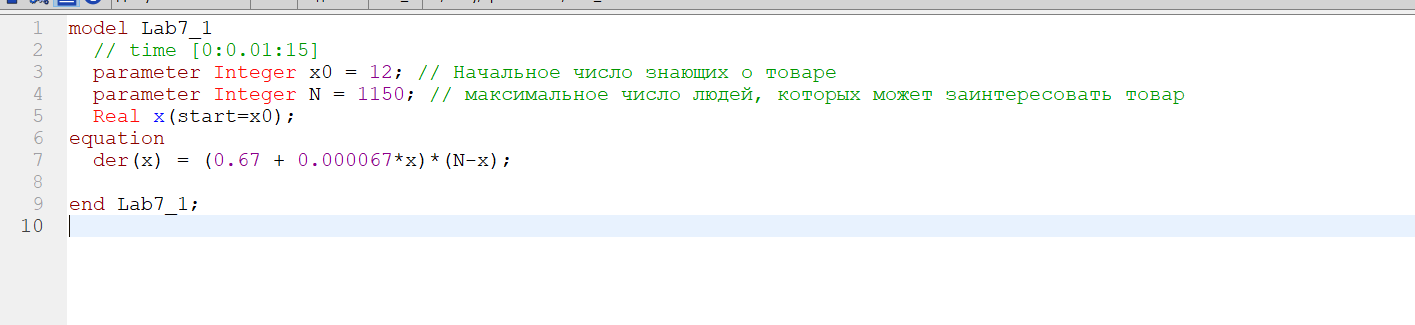 1 model Lab7_1
2 // time [0:0.01:15]
3 parameter Integer x0 = 12; // Начальное число знающих о товаре
4 parameter Integer N = 1150; // максимальное число людей, которых может заинтересовать товар
5 Real x(start=x0);
6 equation
7 der(x) = (0.67 + 0.000067*x)*(N-x);
8
9 end Lab7_1;
10